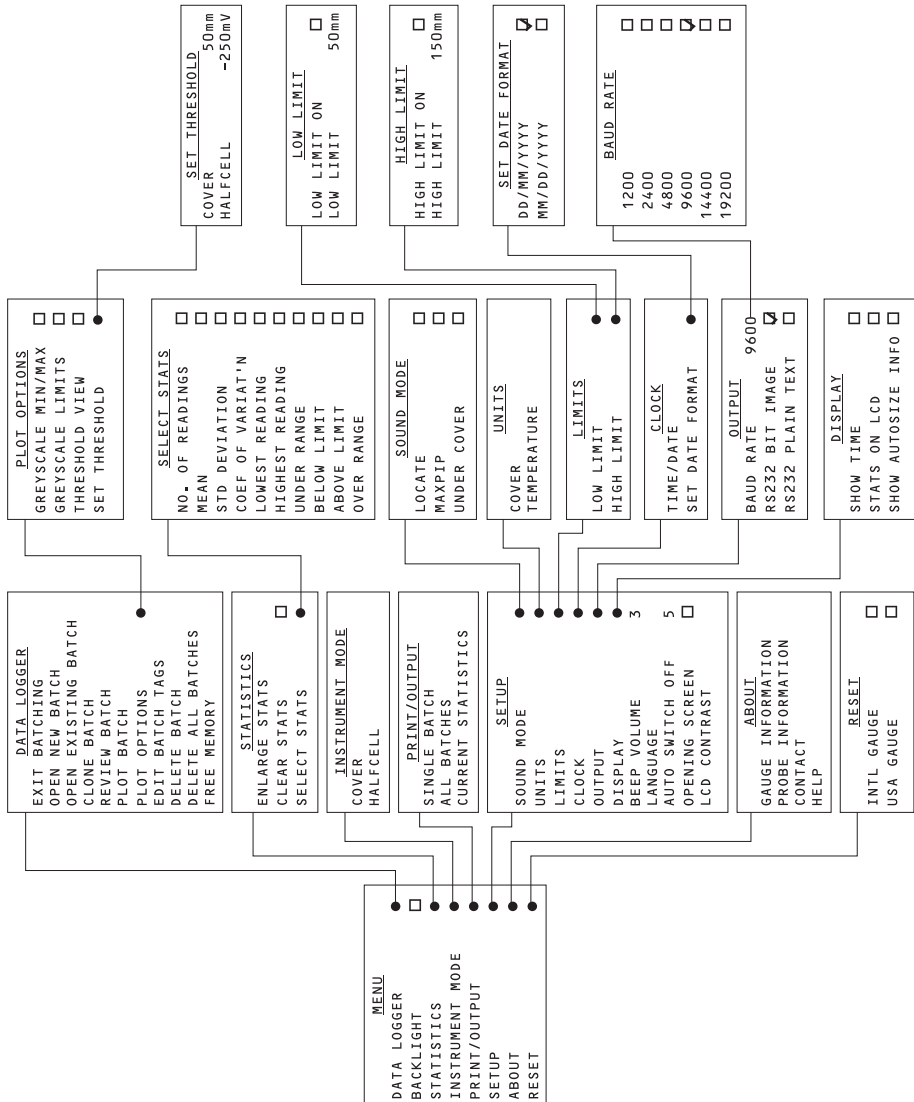 MENU
DATA LOGGER
BACKLIGHT
STATISTICS
INSTRUMENT MODE
PRINT/OUTPUT
SETUP
ABOUT
RESET
DATA LOGGER
EXIT BATCHING
OPEN NEW BATCH
OPEN EXISTING BATCH
CLONE BATCH
REVIEW BATCH
PLOT BATCH
PLOT OPTIONS
EDIT BATCH TAGS
DELETE BATCH
DELETE ALL BATCHES
FREE MEMORY
STATISTICS
ENLARGE STATS
CLEAR STATS
SELECT STATS
INSTRUMENT MODE
COVER
HALFCELL
PRINT/OUTPUT
SINGLE BATCH
ALL BATCHES
CURRENT STATISTICS
SETUP
SOUND MODE
UNITS
LIMITS
CLOCK
OUTPUT
DISPLAY
BEEP VOLUME 3
LANGUAGE
AUTO SWITCH OFF 5
OPENING SCREEN
LCD CONTRAST
ABOUT
GAUGE INFORMATION
PROBE INFORMATION
CONTACT
HELP
RESET
INTL GAUGE
USA GAUGE
PLOT OPTIONS
GREYSCALE MIN/MAX
GREYSCALE LIMITS
THRESHOLD VIEW
SET THRESHOLD
SELECT STATS
NO. OF READINGS
MEAN
STD DEVIATION
COEF OF VARIAT'N
LOWEST READING
HIGHEST READING
UNDER RANGE
BELOW LIMIT
ABOVE LIMIT
OVER RANGE
SOUND MODE
LOCATE
MAXPIP
UNDER COVER
UNITS
COVER
TEMPERATURE
LIMITS
LOW LIMIT
HIGH LIMIT
CLOCK
TIME/DATE
SET DATE FORMAT
OUTPUT
BAUD RATE 9600
RS232 BIT IMAGE
RS232 PLAIN TEXT
DISPLAY
SHOW TIME
STATS ON LCD
SHOW AUTOSIZE INFO
SET THRESHOLD
COVER 50mm
HALFCELL -250mV
LOW LIMIT
LOW LIMIT ON
LOW LIMIT 50mm
HIGH LIMIT
HIGH LIMIT ON
HIGH LIMIT 150mm
SET DATE FORMAT
DD/MM/YYYY
MM/DD/YYYY
BAUD RATE
1200
2400
4800
9600
14400
19200